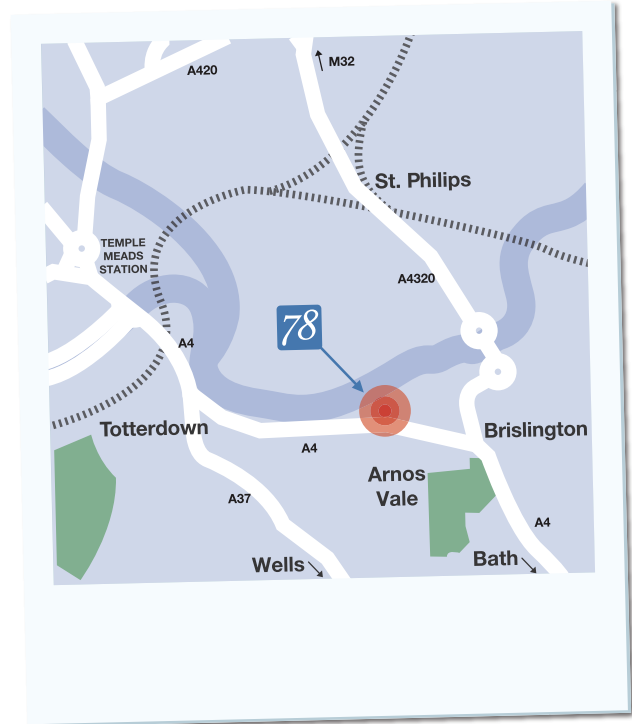 A420
M32
St. Philips
TEMPLE
MEADS
STATION
A4320
78
A4
Totterdown
A4
Brislington
Arnos
Vale
A37
A4
Wells
Bath